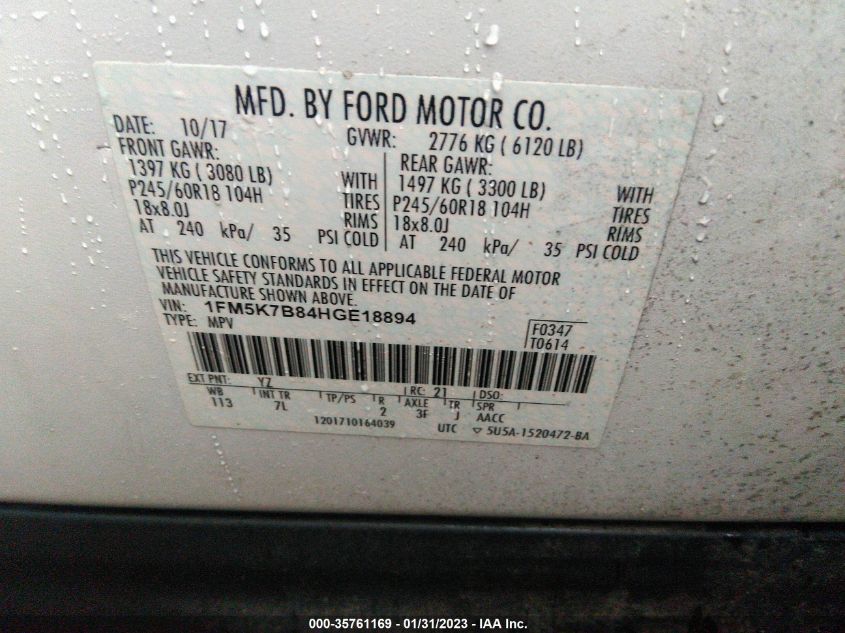 MFD. BY FORD MOTOR CO.
DATE: 10/17 GVWR: 2776 KG ( 6120 LB)
FRONT GAWR: REAR GAWR:
1397 KG ( 3080 LB) WITH 1497 KG ( 3300 LB) WITH
P245/60R18 104H TIRES P245/60R18 104H TIRES
18x8.0J RIMS 18x8.0J RIMS
AT 240 kPa/ 35 PSI COLD AT 240 kPa/ 35 PSI COLD
THIS VEHICLE CONFORMS TO ALL APPLICABLE FEDERAL MOTOR
VEHICLE SAFETY STANDARDS IN EFFECT ON THE DATE OF
MANUFACTURE SHOWN ABOVE.
VIN: 1FM5K7B84HGE18894 F0347
TYPE: MPV T0614
EXT PNT: YZ RC: 21 DSO:
WB INT TR TP/PS R AXLE TR SPR
113 7L 2 3F J AACC
1201710164039 UTC ▽ 5U5A-1520472-BA
000-35761169 - 01/31/2023 - IAA Inc.